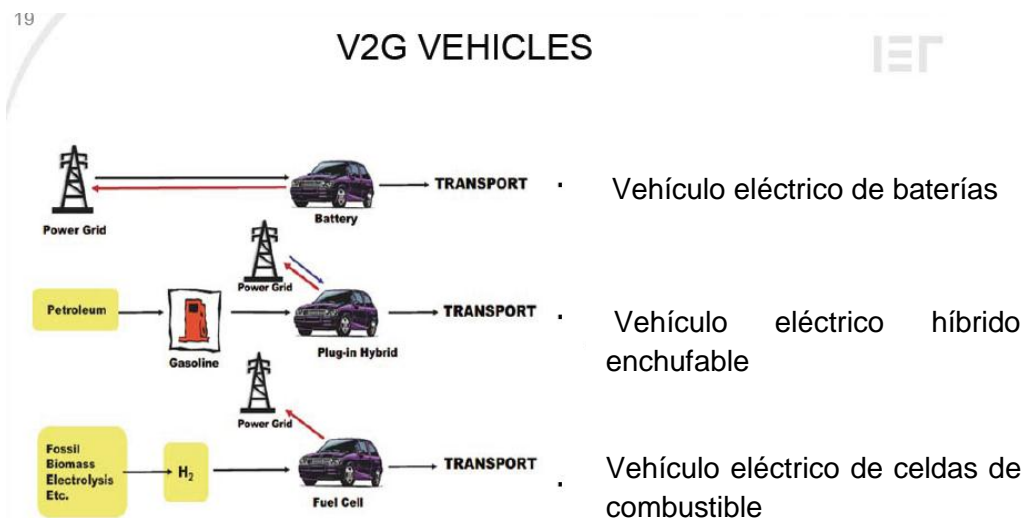 19
V2G VEHICLES
IET
Power Grid
Battery
TRANSPORT
· Vehículo eléctrico de baterías
Petroleum
Gasoline
Power Grid
Plug-in Hybrid
TRANSPORT
· Vehículo eléctrico híbrido
enchufable
Fossil
Biomass
Electrolysis
Etc.
H₂
Power Grid
Fuel Cell
TRANSPORT
· Vehículo eléctrico de celdas de
combustible